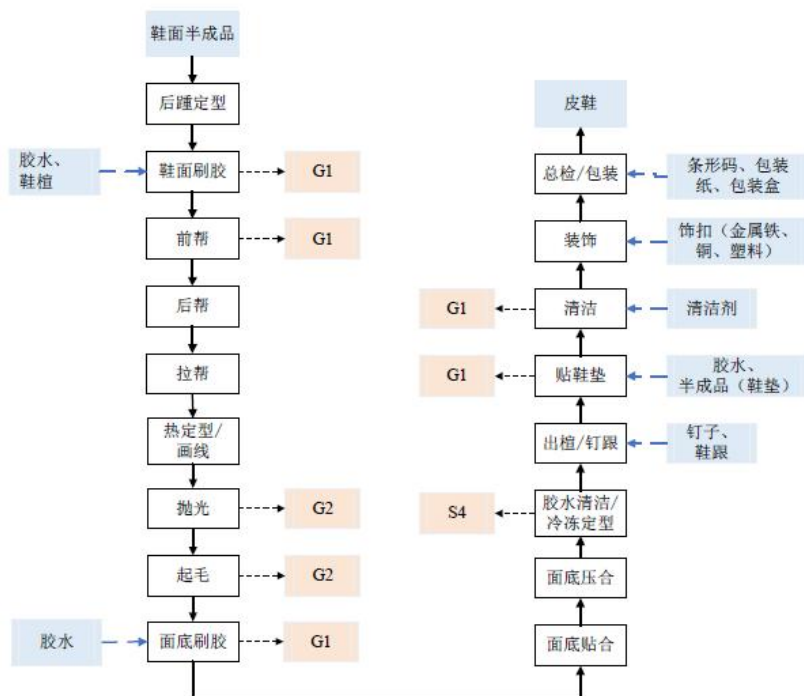 鞋面半成品
后踵定型
胶水、
鞋楦
鞋面刷胶
G1
前帮
G1
后帮
拉帮
热定型/
画线
抛光
G2
起毛
G2
胶水
面底刷胶
G1
皮鞋
总检/包装
条形码、包装
纸、包装盒
装饰
饰扣（金属铁、
铜、塑料）
G1
清洁
清洁剂
G1
贴鞋垫
胶水、
半成品（鞋垫）
出楦/钉跟
钉子、
鞋跟
S4
胶水清洁/
冷冻定型
面底压合
面底贴合